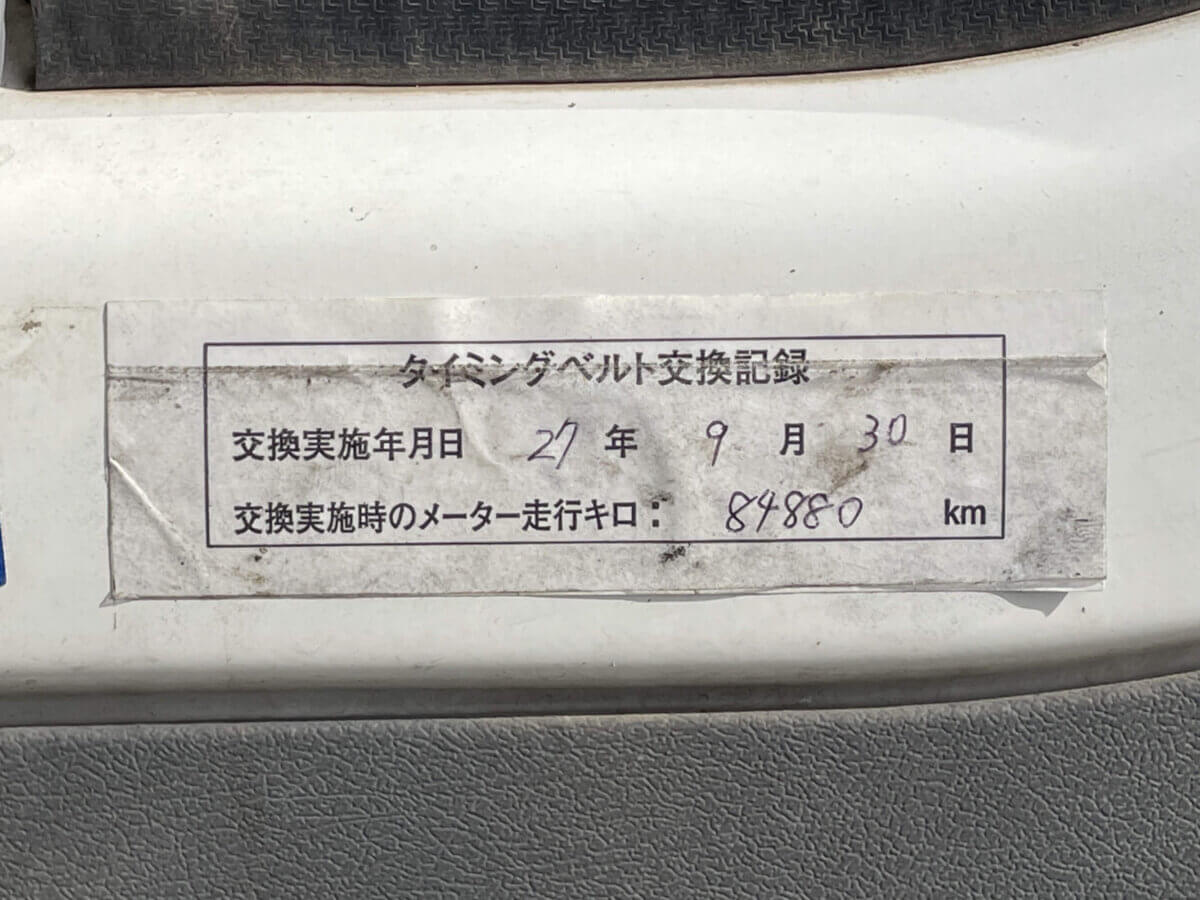 タイミングベルト交換記録
交換実施年月日 27 年 9 月 30 日
交換実施時のメーター走行キロ： 84880 km